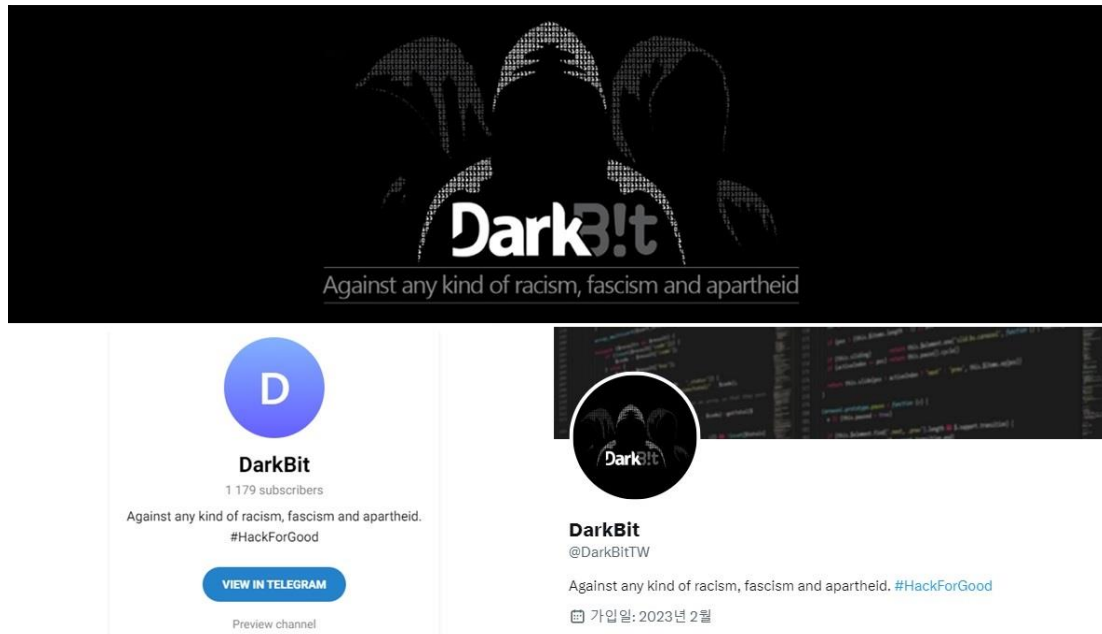 DarkB!t
Against any kind of racism, fascism and apartheid
D
DarkBit
1 179 subscribers
Against any kind of racism, fascism and apartheid.
#HackForGood
VIEW IN TELEGRAM
Preview channel
DarkB!t
DarkBit
@DarkBitTW
Against any kind of racism, fascism and apartheid. #HackForGood
가입일: 2023년 2월